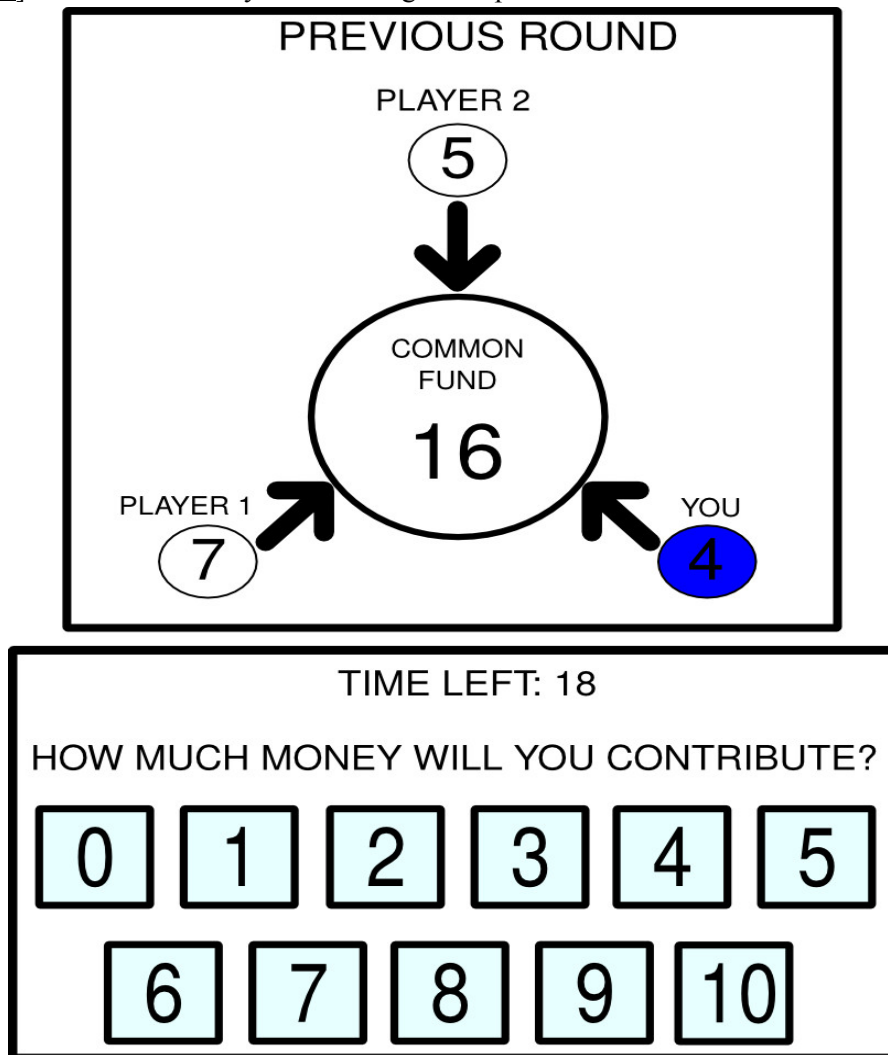 PREVIOUS ROUND
PLAYER 2
5
COMMON
FUND
16
PLAYER 1
7
YOU
4
TIME LEFT: 18
HOW MUCH MONEY WILL YOU CONTRIBUTE?
0 1 2 3 4 5
6 7 8 9 10